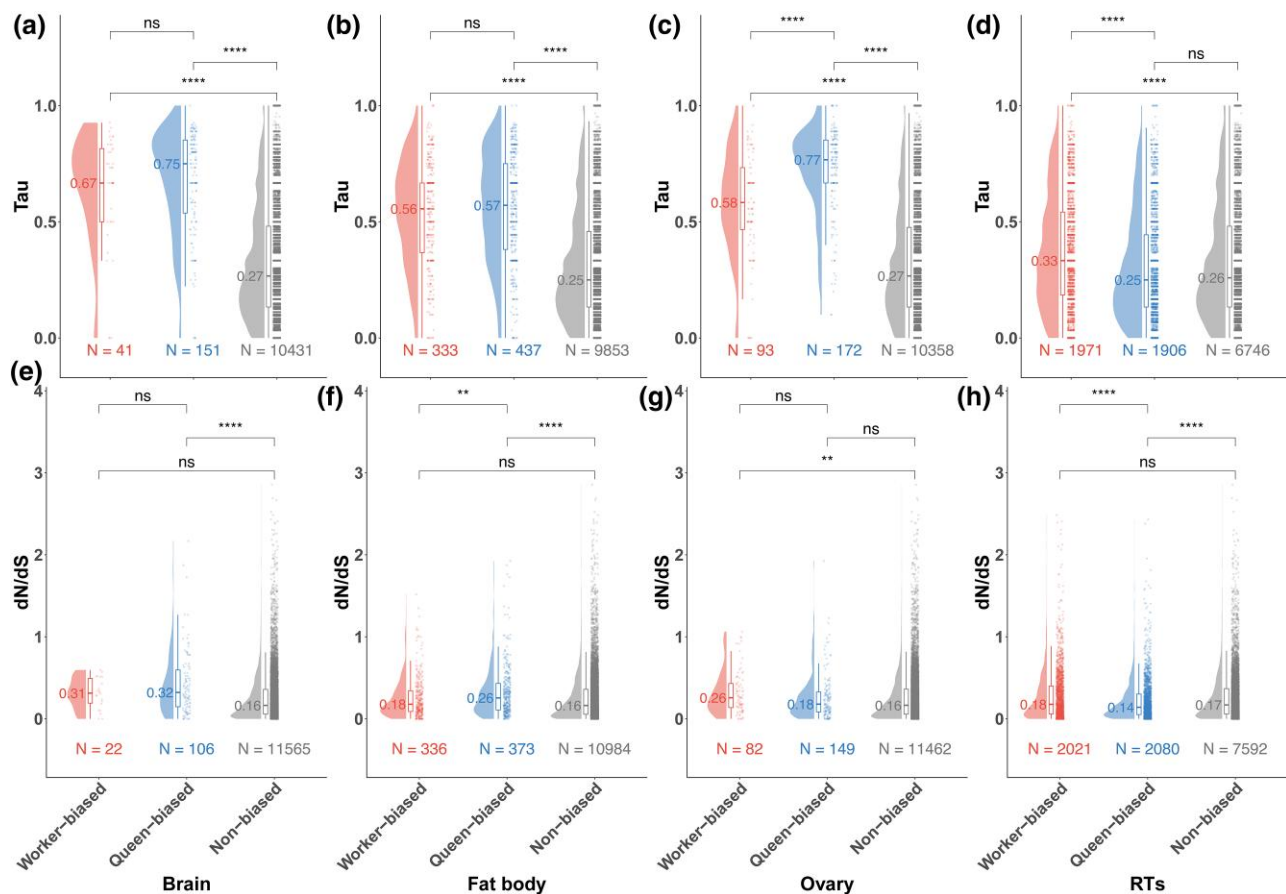 (a)
ns
****
****
Tau
1.0
0.5
0.0
0.67
0.75
0.27
N = 41
N = 151
N = 10431
(b)
ns
****
****
Tau
1.0
0.5
0.0
0.56
0.57
0.25
N = 333
N = 437
N = 9853
(c)
****
****
****
Tau
1.0
0.5
0.0
0.58
0.77
0.27
N = 93
N = 172
N = 10358
(d)
****
ns
****
Tau
1.0
0.5
0.0
0.33
0.25
0.26
N = 1971
N = 1906
N = 6746
(e)
ns
****
ns
dN/dS
4
3
2
1
0
0.31
0.32
0.16
N = 22
N = 106
N = 11565
Worker-biased
Queen-biased
Non-biased
Brain
(f)
**
****
ns
dN/dS
4
3
2
1
0
0.18
0.26
0.16
N = 336
N = 373
N = 10984
Worker-biased
Queen-biased
Non-biased
Fat body
(g)
ns
ns
**
dN/dS
4
3
2
1
0
0.26
0.18
0.16
N = 82
N = 149
N = 11462
Worker-biased
Queen-biased
Non-biased
Ovary
(h)
****
****
ns
dN/dS
4
3
2
1
0
0.18
0.14
0.17
N = 2021
N = 2080
N = 7592
Worker-biased
Queen-biased
Non-biased
RTs